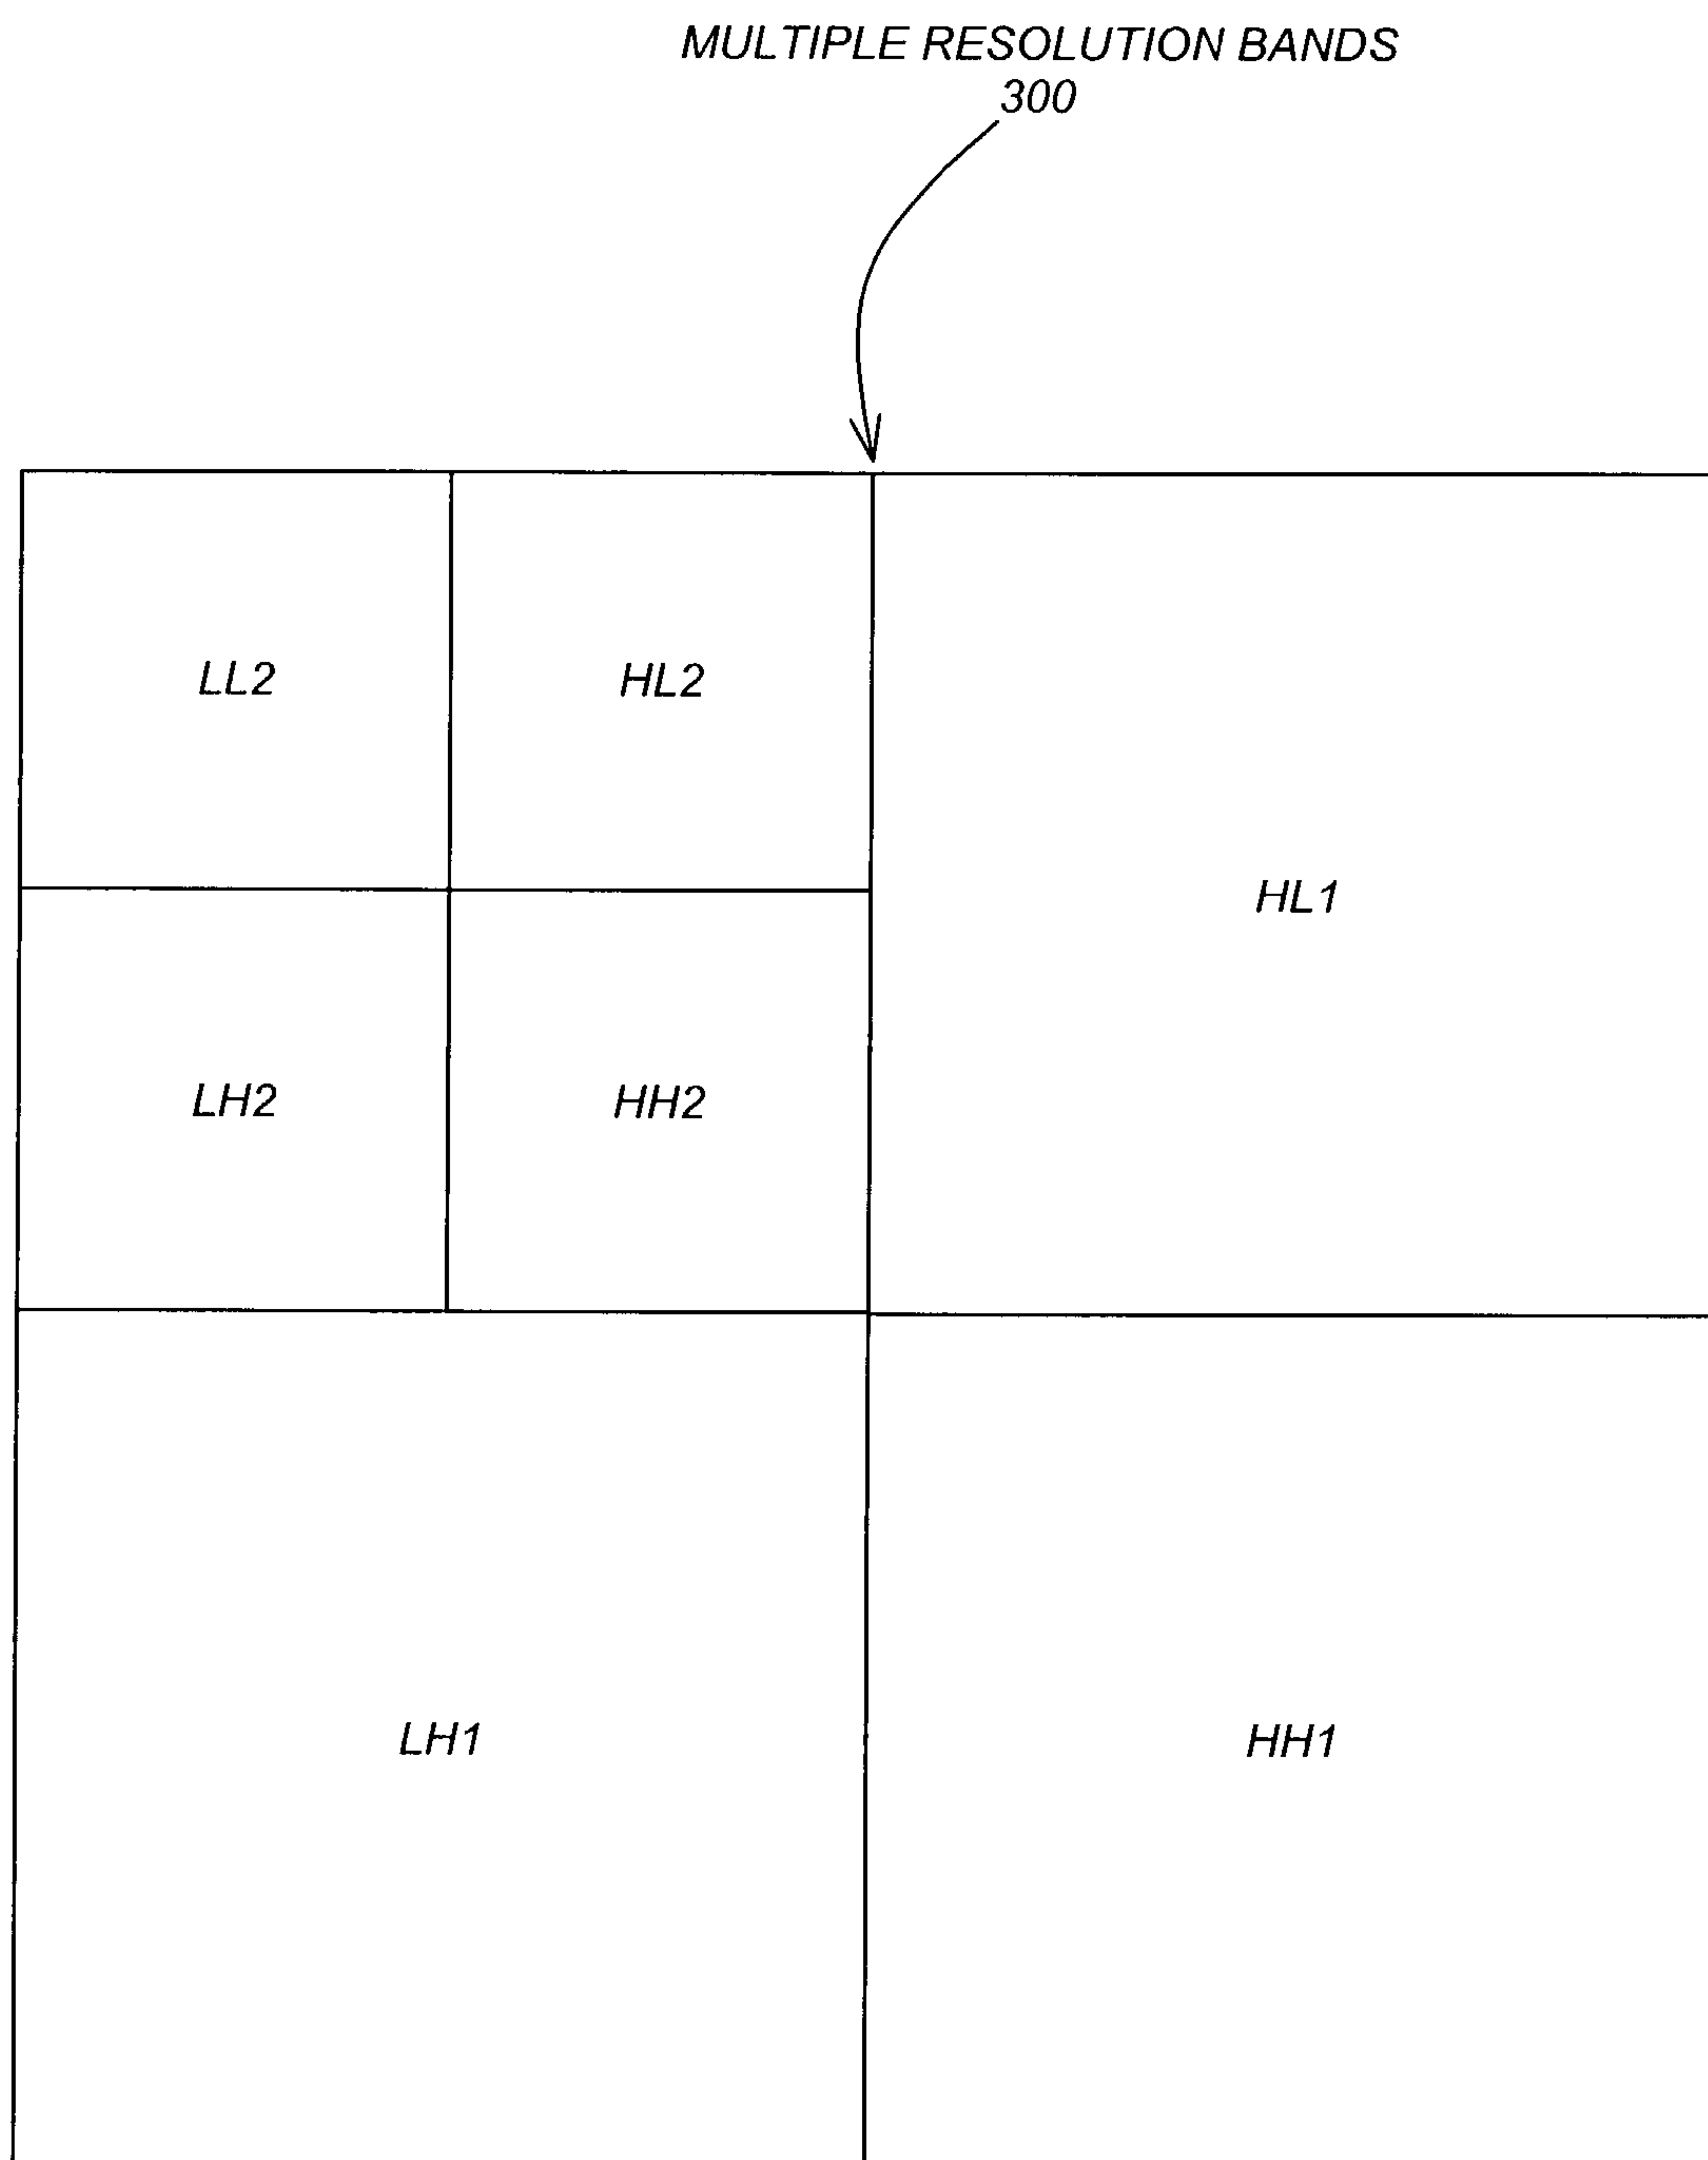 MULTIPLE RESOLUTION BANDS
300
LL2
HL2
HL1
LH2
HH2
LH1
HH1